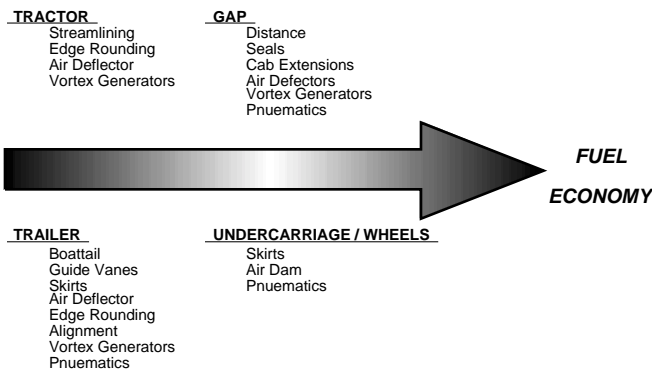 TRACTOR
Streamlining
Edge Rounding
Air Deflector
Vortex Generators
GAP
Distance
Seals
Cab Extensions
Air Defectors
Vortex Generators
Pnuematics
FUEL
ECONOMY
TRAILER
Boattail
Guide Vanes
Skirts
Air Deflector
Edge Rounding
Alignment
Vortex Generators
Pnuematics
UNDERCARRIAGE / WHEELS
Skirts
Air Dam
Pnuematics